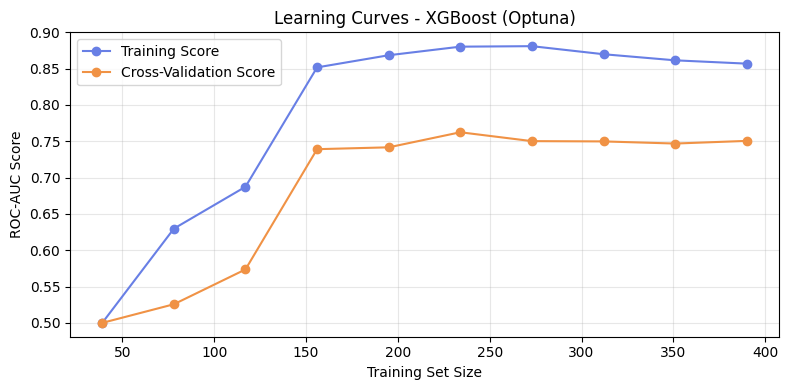 Learning Curves - XGBoost (Optuna)
Training Score
Cross-Validation Score
ROC-AUC Score
0.90
0.85
0.80
0.75
0.70
0.65
0.60
0.55
0.50
50 100 150 200 250 300 350 400
Training Set Size